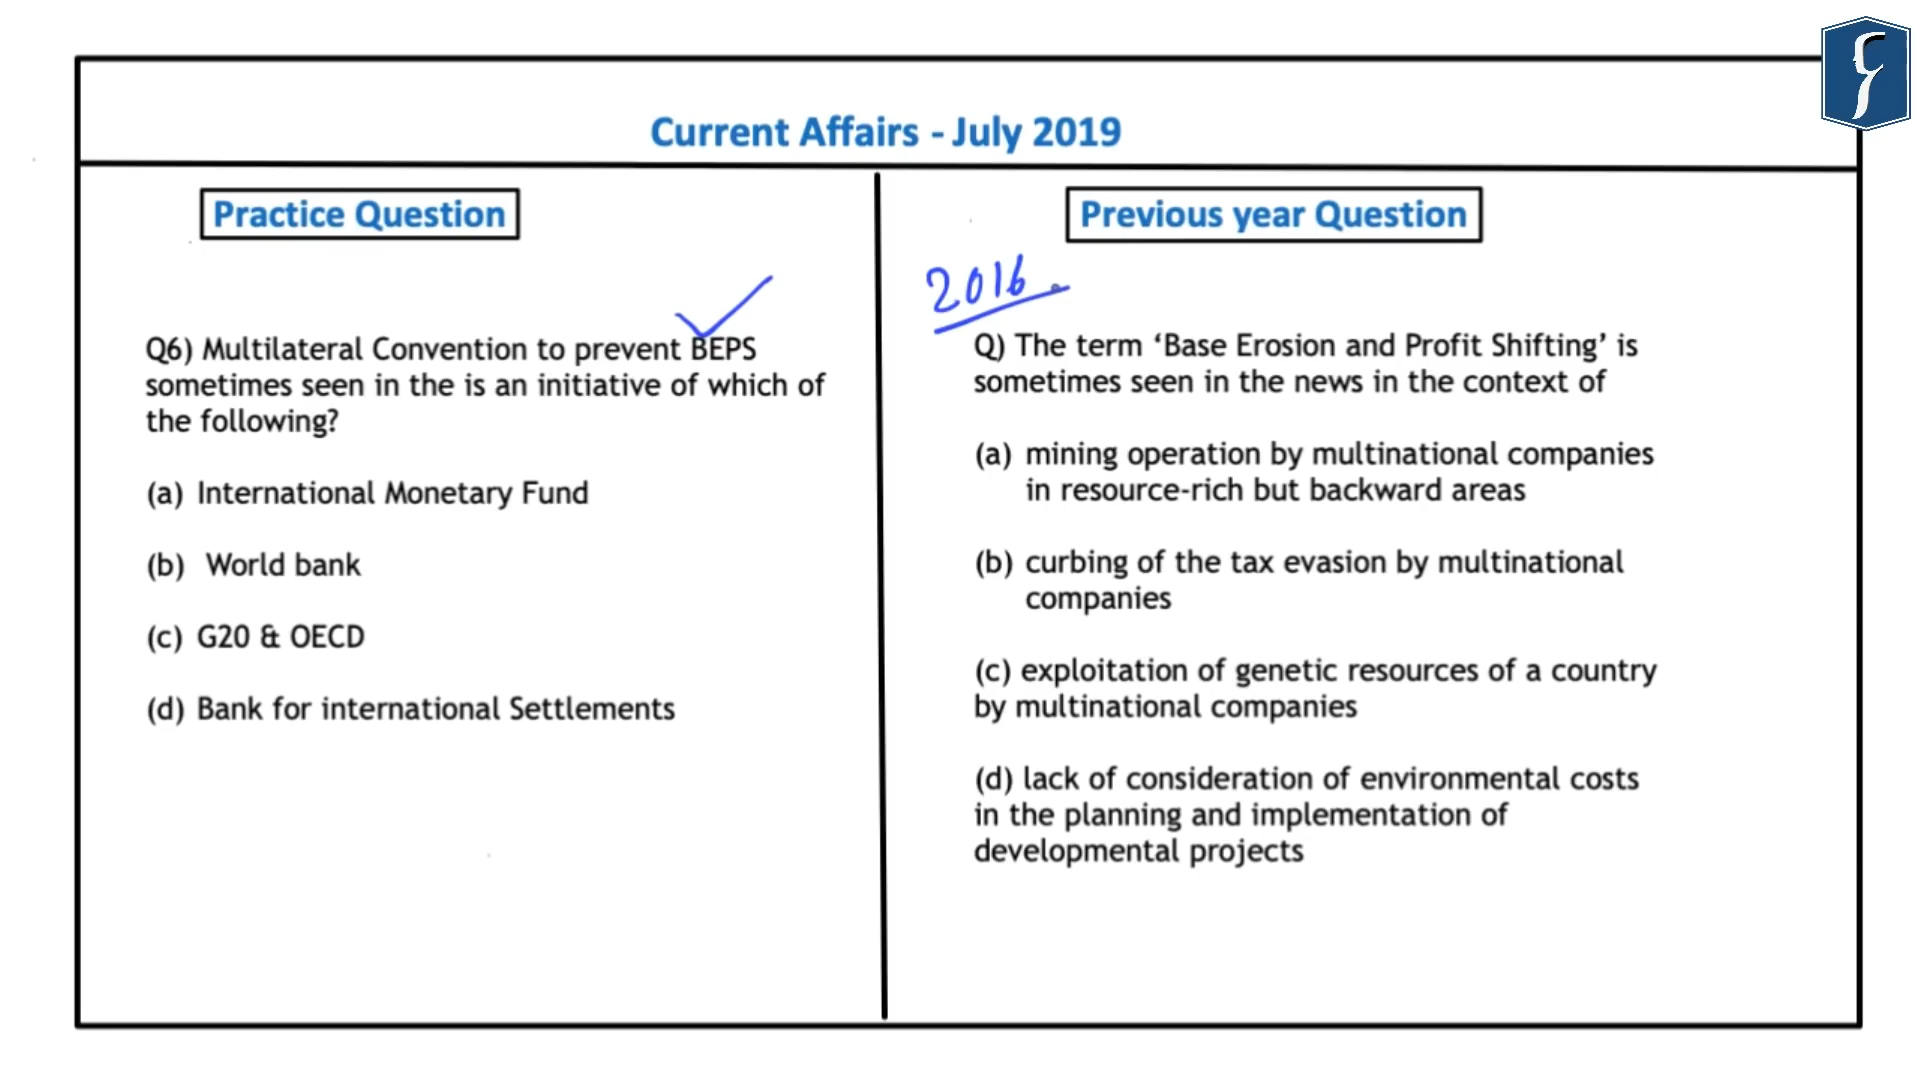 Current Affairs - July 2019
Practice Question
Q6) Multilateral Convention to prevent BEPS
sometimes seen in the is an initiative of which of
the following?
(a) International Monetary Fund
(b) World bank
(c) G20 & OECD
(d) Bank for international Settlements
Previous year Question
2016
Q) The term ‘Base Erosion and Profit Shifting’ is
sometimes seen in the news in the context of
(a) mining operation by multinational companies
in resource-rich but backward areas
(b) curbing of the tax evasion by multinational
companies
(c) exploitation of genetic resources of a country
by multinational companies
(d) lack of consideration of environmental costs
in the planning and implementation of
developmental projects